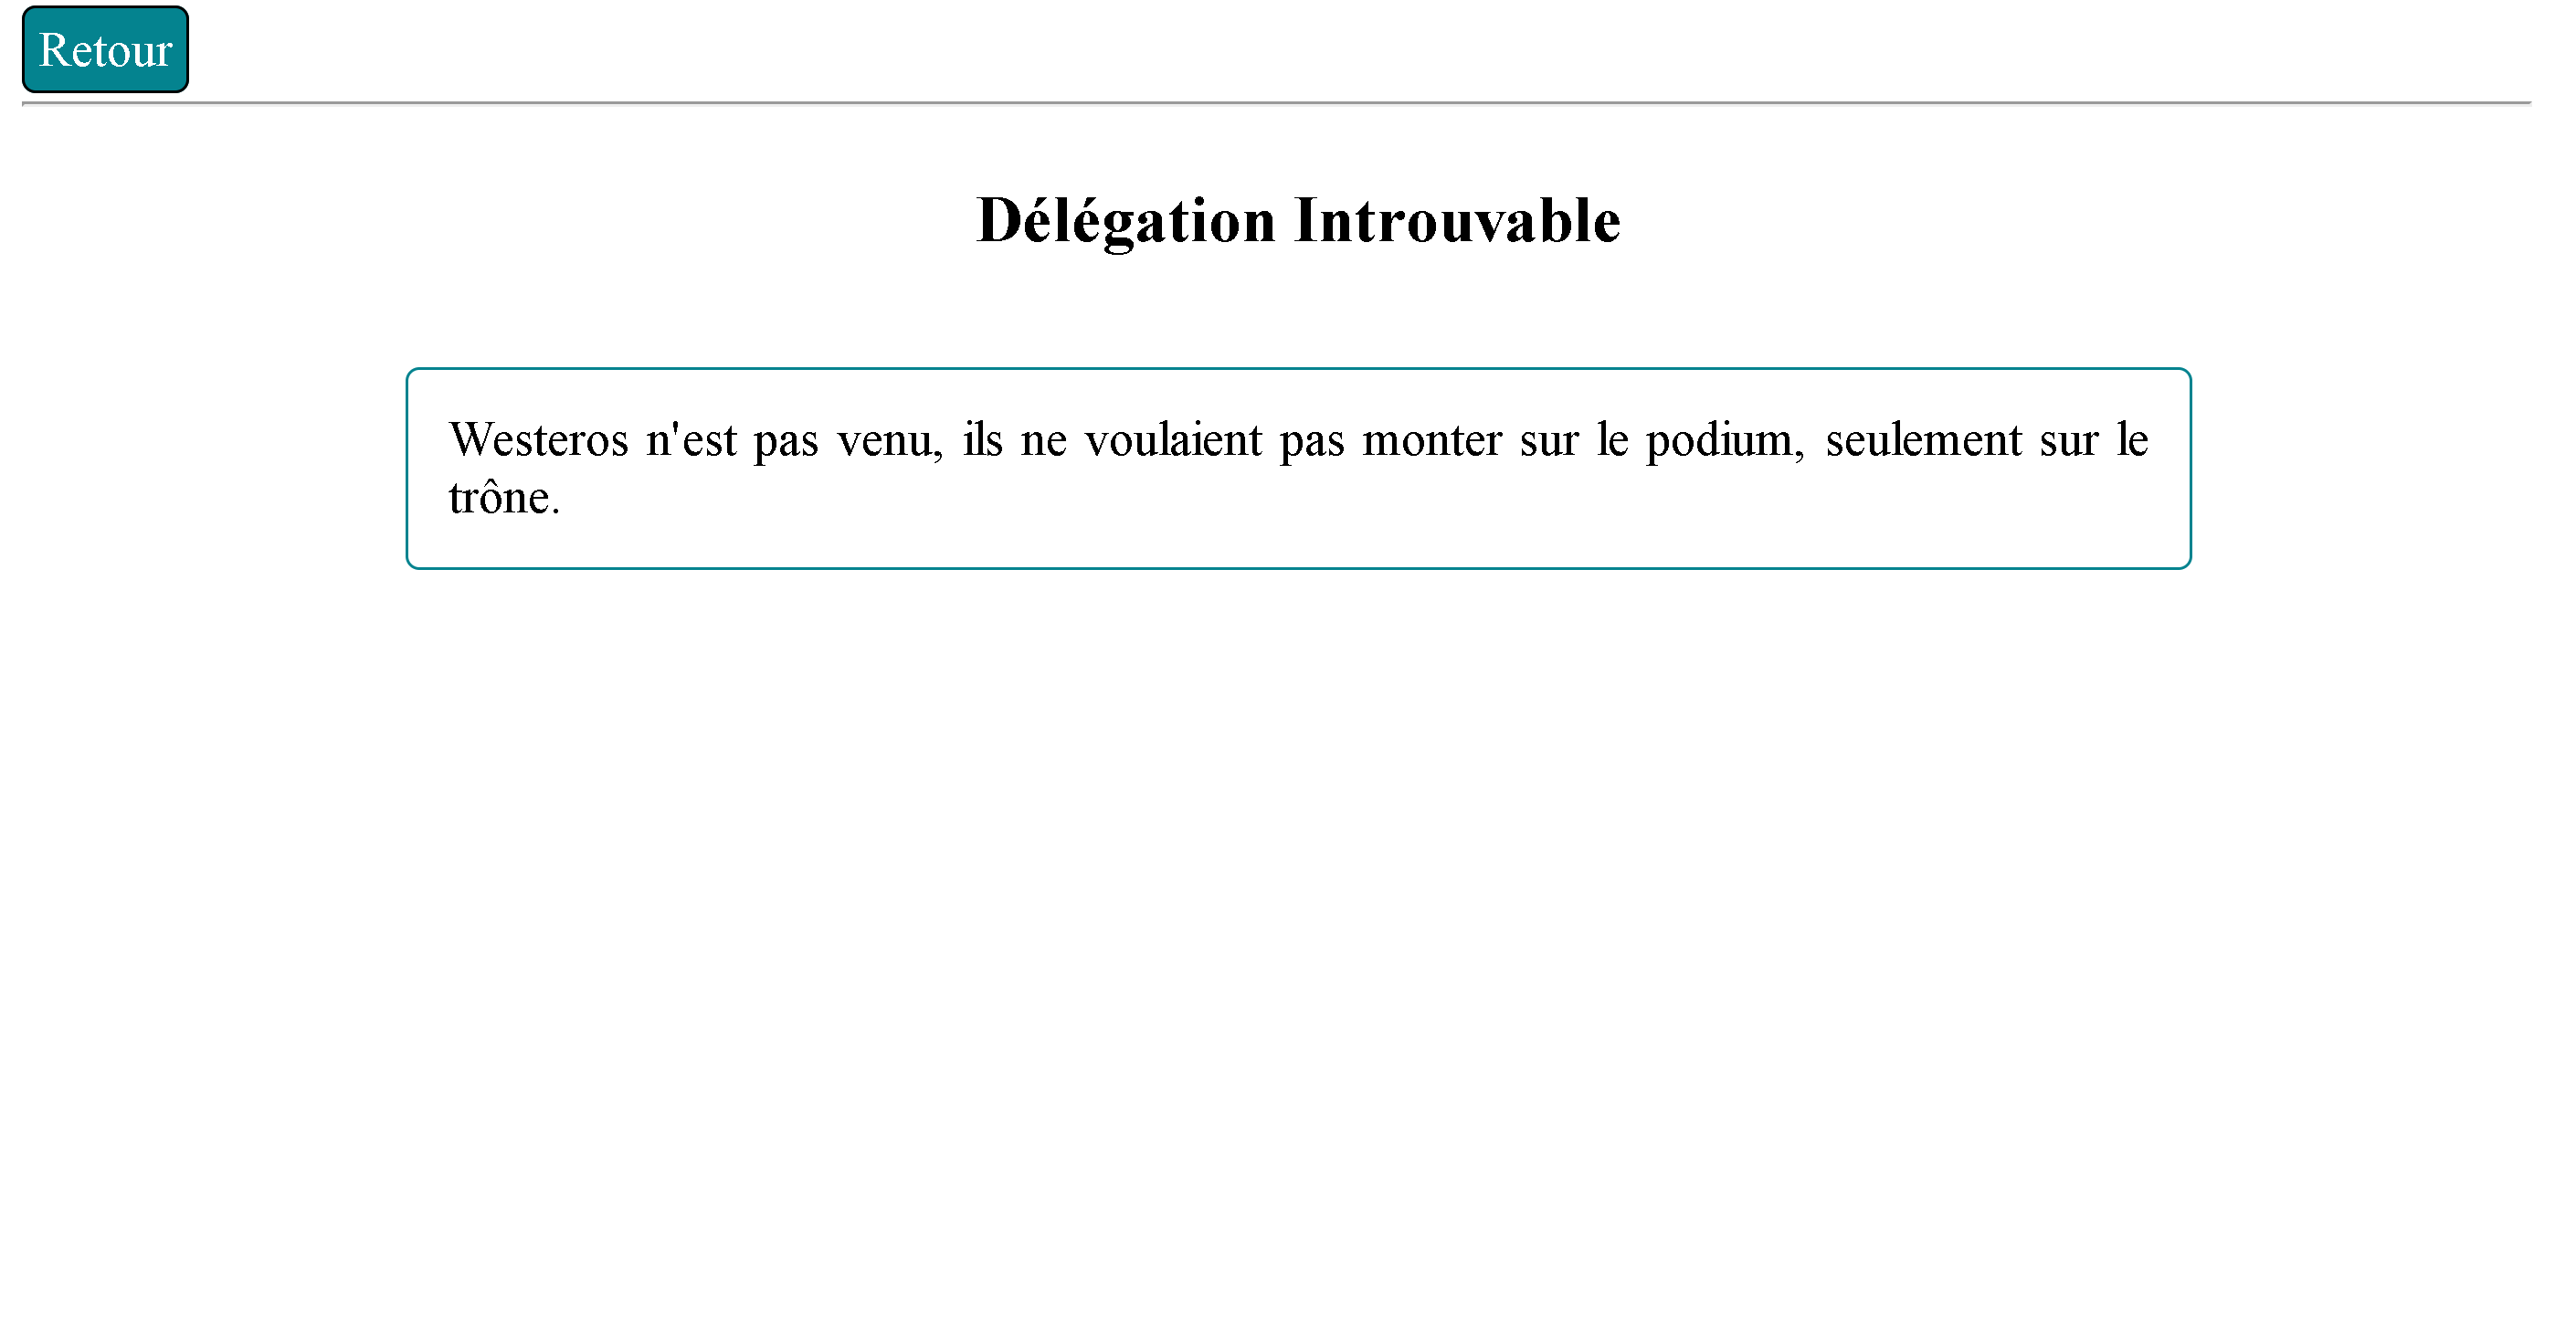 Retour
Délégation Introuvable
Westeros n'est pas venu, ils ne voulaient pas monter sur le podium, seulement sur le
trône.